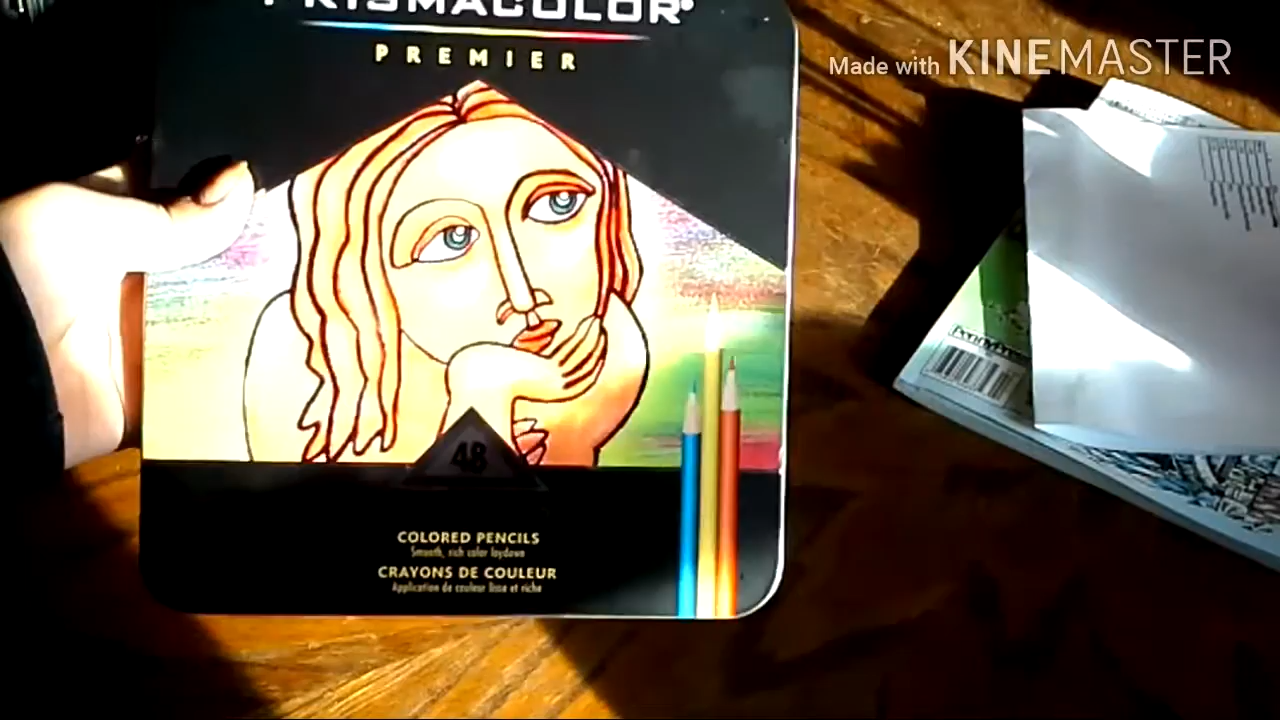 PRISMACOLOR
PREMIER
Made with KINEMASTER
PennyPress
48
COLORED PENCILS
Smooth, rich color laydown
CRAYONS DE COULEUR
Application de couleur lisse et riche